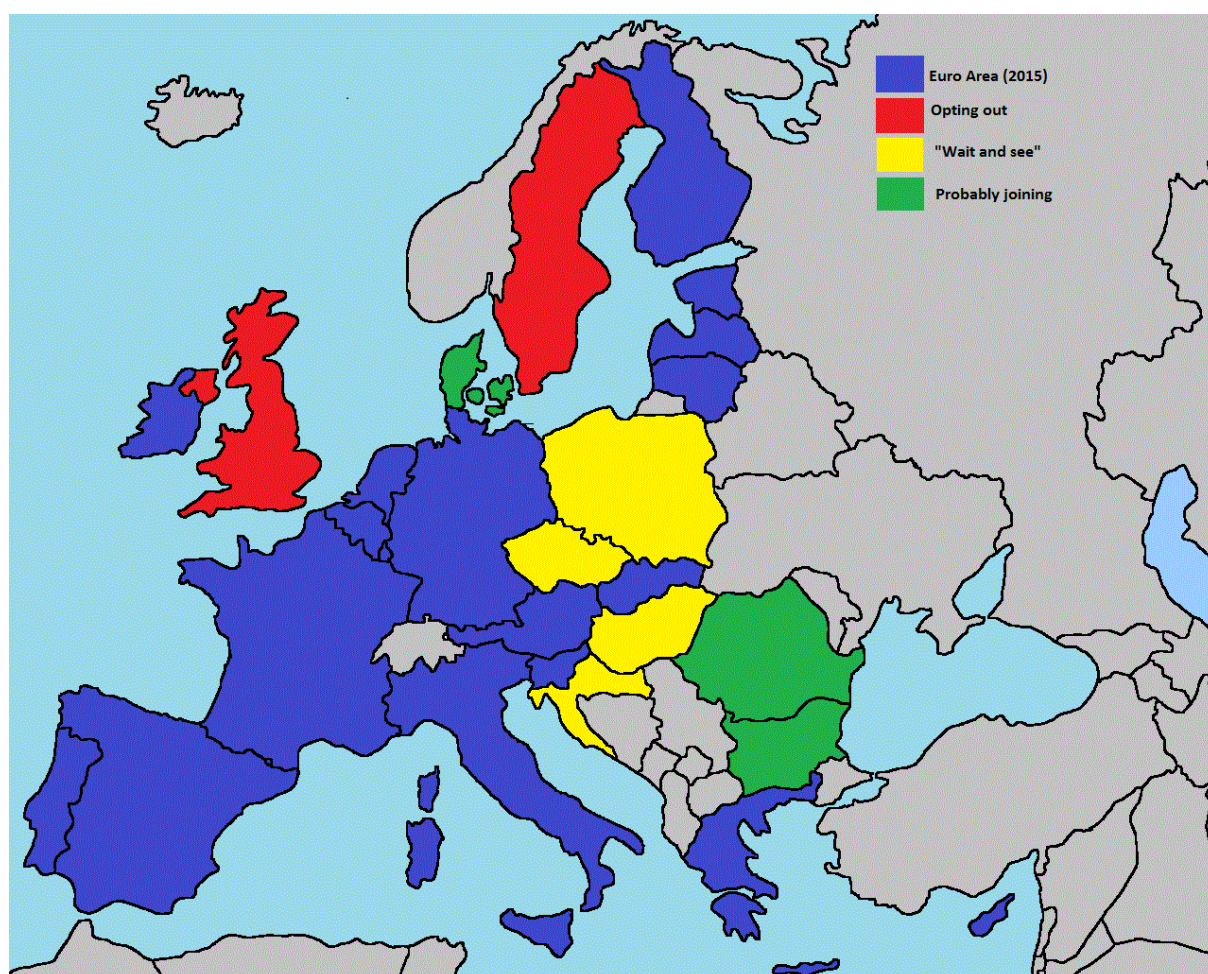 Euro Area (2015)
Opting out
"Wait and see"
Probably joining